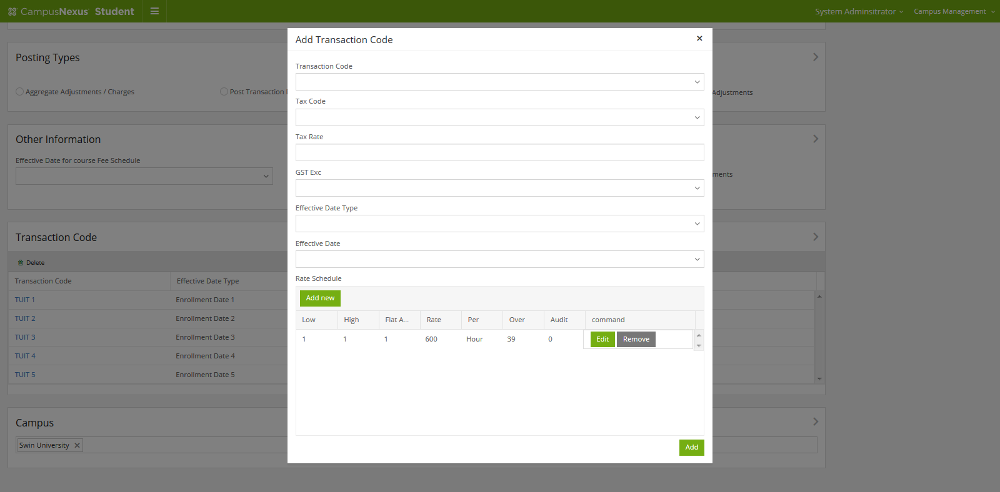 CampusNexus® Student
System Adminsitrator
Campus Management
Add Transaction Code
Posting Types
Aggregate Adjustments / Charges
Post Transaction
Adjustments
Other Information
Effective Date for course Fee Schedule
ments
Transaction Code
Delete
Transaction Code Effective Date Type
TUIT 1 Enrollment Date 1
TUIT 2 Enrollment Date 2
TUIT 3 Enrollment Date 3
TUIT 4 Enrollment Date 4
TUIT 5 Enrollment Date 5
Campus
Swin University
Transaction Code
Tax Code
Tax Rate
GST Exc
Effective Date Type
Effective Date
Rate Schedule
Add new
Low High Flat A... Rate Per Over Audit command
1 1 1 600 Hour 39 0 Edit Remove
Add